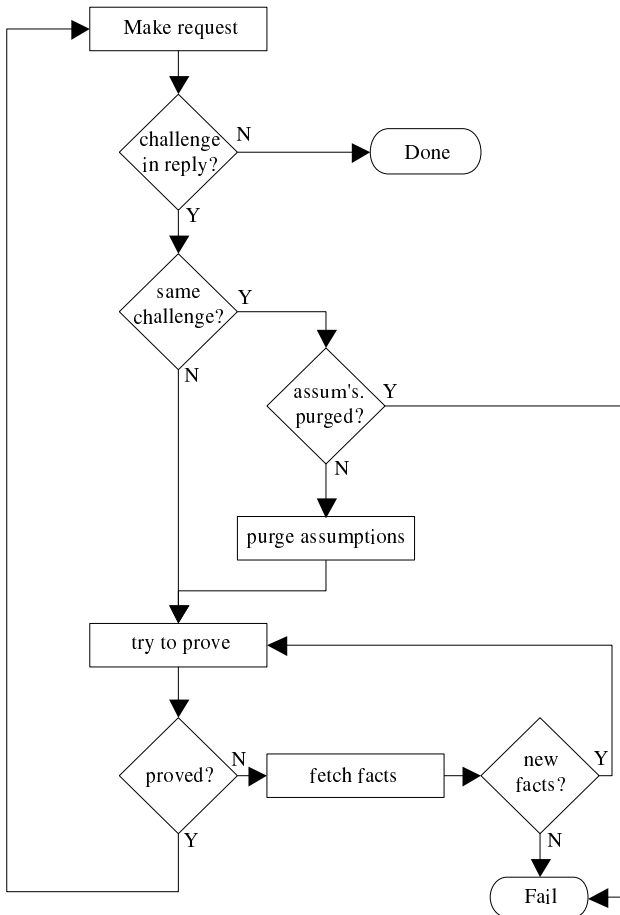 Make request
challenge
in reply?
N
Done
Y
same
challenge?
Y
N
assum's.
purged?
Y
N
purge assumptions
try to prove
proved?
N
fetch facts
new
facts?
Y
Y
N
Fail